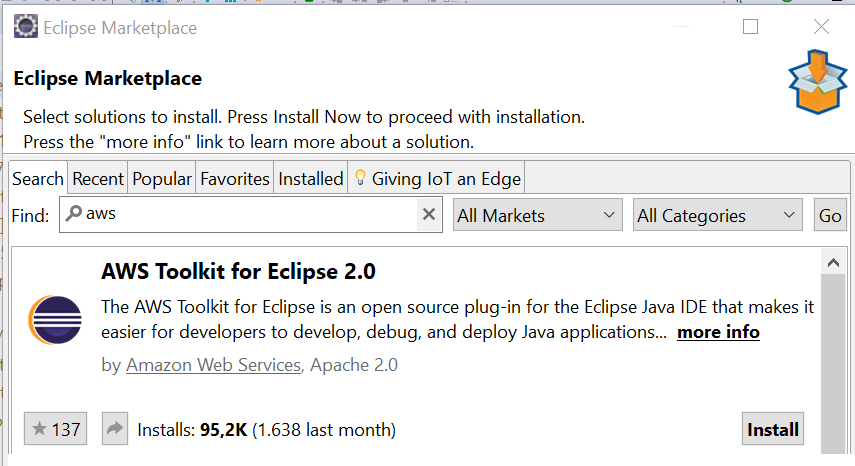 Eclipse Marketplace
Eclipse Marketplace
Select solutions to install. Press Install Now to proceed with installation.
Press the "more info" link to learn more about a solution.
Search Recent Popular Favorites Installed Giving IoT an Edge
Find: aws All Markets All Categories Go
AWS Toolkit for Eclipse 2.0
The AWS Toolkit for Eclipse is an open source plug-in for the Eclipse Java IDE that makes it
easier for developers to develop, debug, and deploy Java applications... more info
by Amazon Web Services, Apache 2.0
137 Installs: 95,2K (1.638 last month) Install